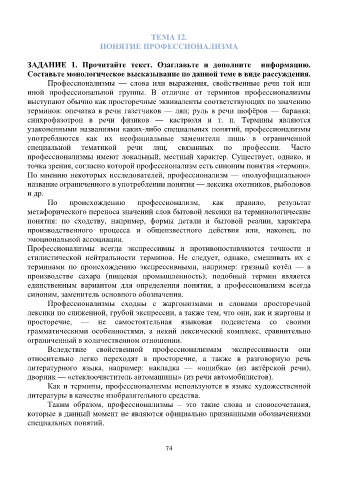 ТЕМА 12.
ПОНЯТИЕ ПРОФЕССИОНАЛИЗМА
ЗАДАНИЕ 1. Прочитайте текст. Озаглавьте и дополните информацию.
Составьте монологическое высказывание по данной теме в виде рассуждения.
Профессионализмы — слова или выражения, свойственные речи той или
иной профессиональной группы. В отличие от терминов профессионализмы
выступают обычно как просторечные эквиваленты соответствующих по значению
терминов: опечатка в речи газетчиков — ляп; руль в речи шоферов — баранка;
синхрофазотрон в речи физиков — кастрюля и т. п. Термины являются
узаконенными названиями каких-либо специальных понятий, профессионализмы
употребляются как их неофициальные заменители лишь в ограниченной
специальной тематикой речи лиц, связанных по профессии. Часто
профессионализмы имеют локальный, местный характер. Существует, однако, и
точка зрения, согласно которой профессионализм есть синоним понятия «термин».
По мнению некоторых исследователей, профессионализм — «полуофициальное»
название ограниченного в употреблении понятия — лексика охотников, рыболовов
и др.
По происхождению профессионализм, как правило, результат
метафорического переноса значений слов бытовой лексики на терминологические
понятия: по сходству, например, формы детали и бытовой реалии, характера
производственного процесса и общеизвестного действия или, наконец, по
эмоциональной ассоциации.
Профессионализмы всегда экспрессивны и противопоставляются точности и
стилистической нейтральности терминов. Не следует, однако, смешивать их с
терминами по происхождению экспрессивными, например: грязный котёл — в
производстве сахара (пищевая промышленность); подобный термин является
единственным вариантом для определения понятия, а профессионализм всегда
синоним, заменитель основного обозначения.
Профессионализмы сходны с жаргонизмами и словами просторечной
лексики по сниженной, грубой экспрессии, а также тем, что они, как и жаргоны и
просторечие, — не самостоятельная языковая подсистема со своими
грамматическими особенностями, а некий лексический комплекс, сравнительно
ограниченный в количественном отношении.
Вследствие свойственной профессионализмам экспрессивности они
относительно легко переходят в просторечие, а также в разговорную речь
литературного языка, например: накладка — «ошибка» (из актёрской речи),
дворник — «стеклоочиститель автомашины» (из речи автомобилистов).
Как и термины, профессионализмы используются в языке художественной
литературы в качестве изобразительного средства.
Таким образом, профессионализмы – это такие слова и словосочетания,
которые в данный момент не являются официально признанными обозначениями
специальных понятий.
74